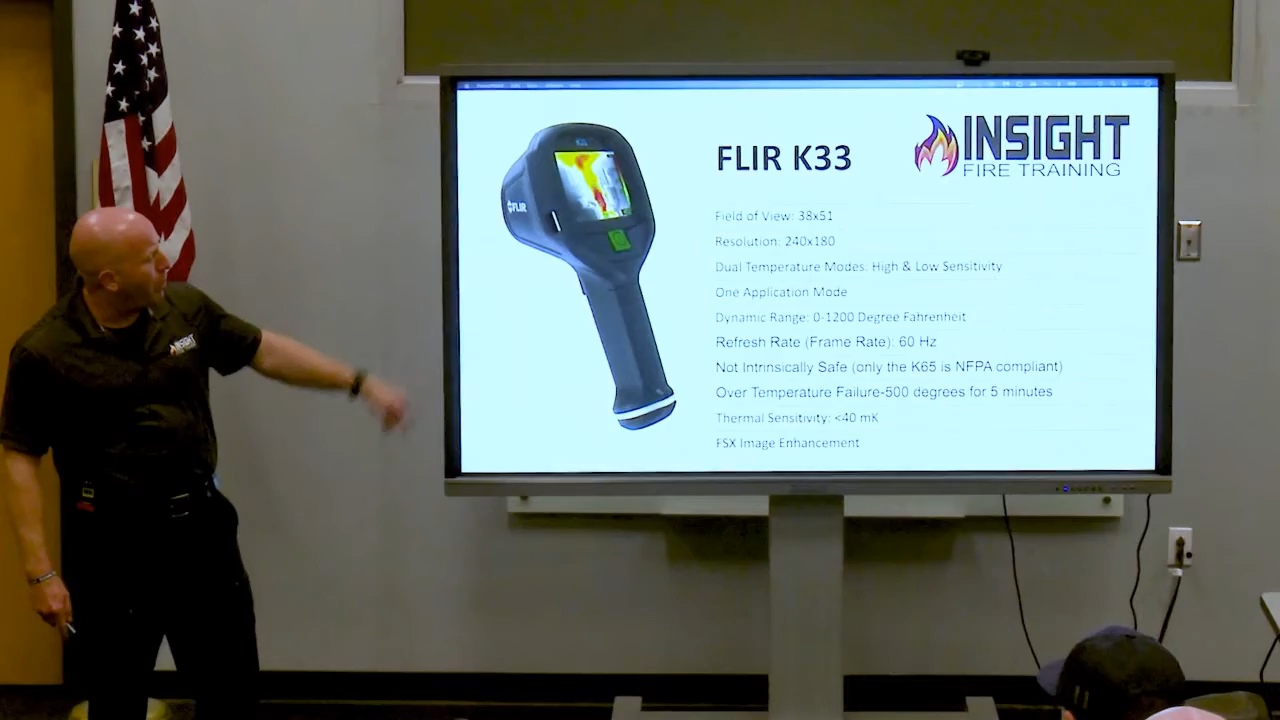 FLIR K33
INSIGHT
FIRE TRAINING
FLIR
Field of View: 38x51
Resolution: 240x180
Dual Temperature Modes: High & Low Sensitivity
One Application Mode
Dynamic Range: 0-1200 Degree Fahrenheit
Refresh Rate (Frame Rate): 60 Hz
Not Intrinsically Safe (only the K65 is NFPA compliant)
Over Temperature Failure-500 degrees for 5 minutes
Thermal Sensitivity: <40 mK
FSX Image Enhancement
INSIGHT